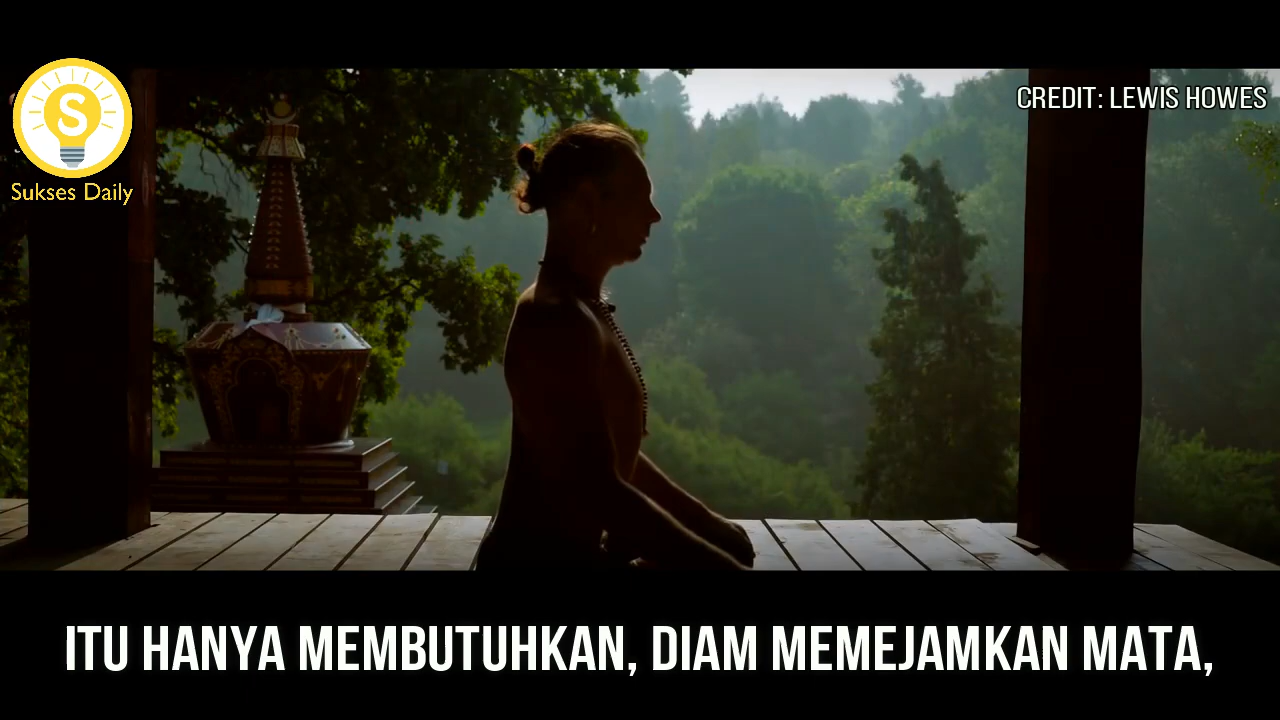 S
Sukses Daily
CREDIT: LEWIS HOWES
ITU HANYA MEMBUTUHKAN, DIAM MEMEJAMKAN MATA,